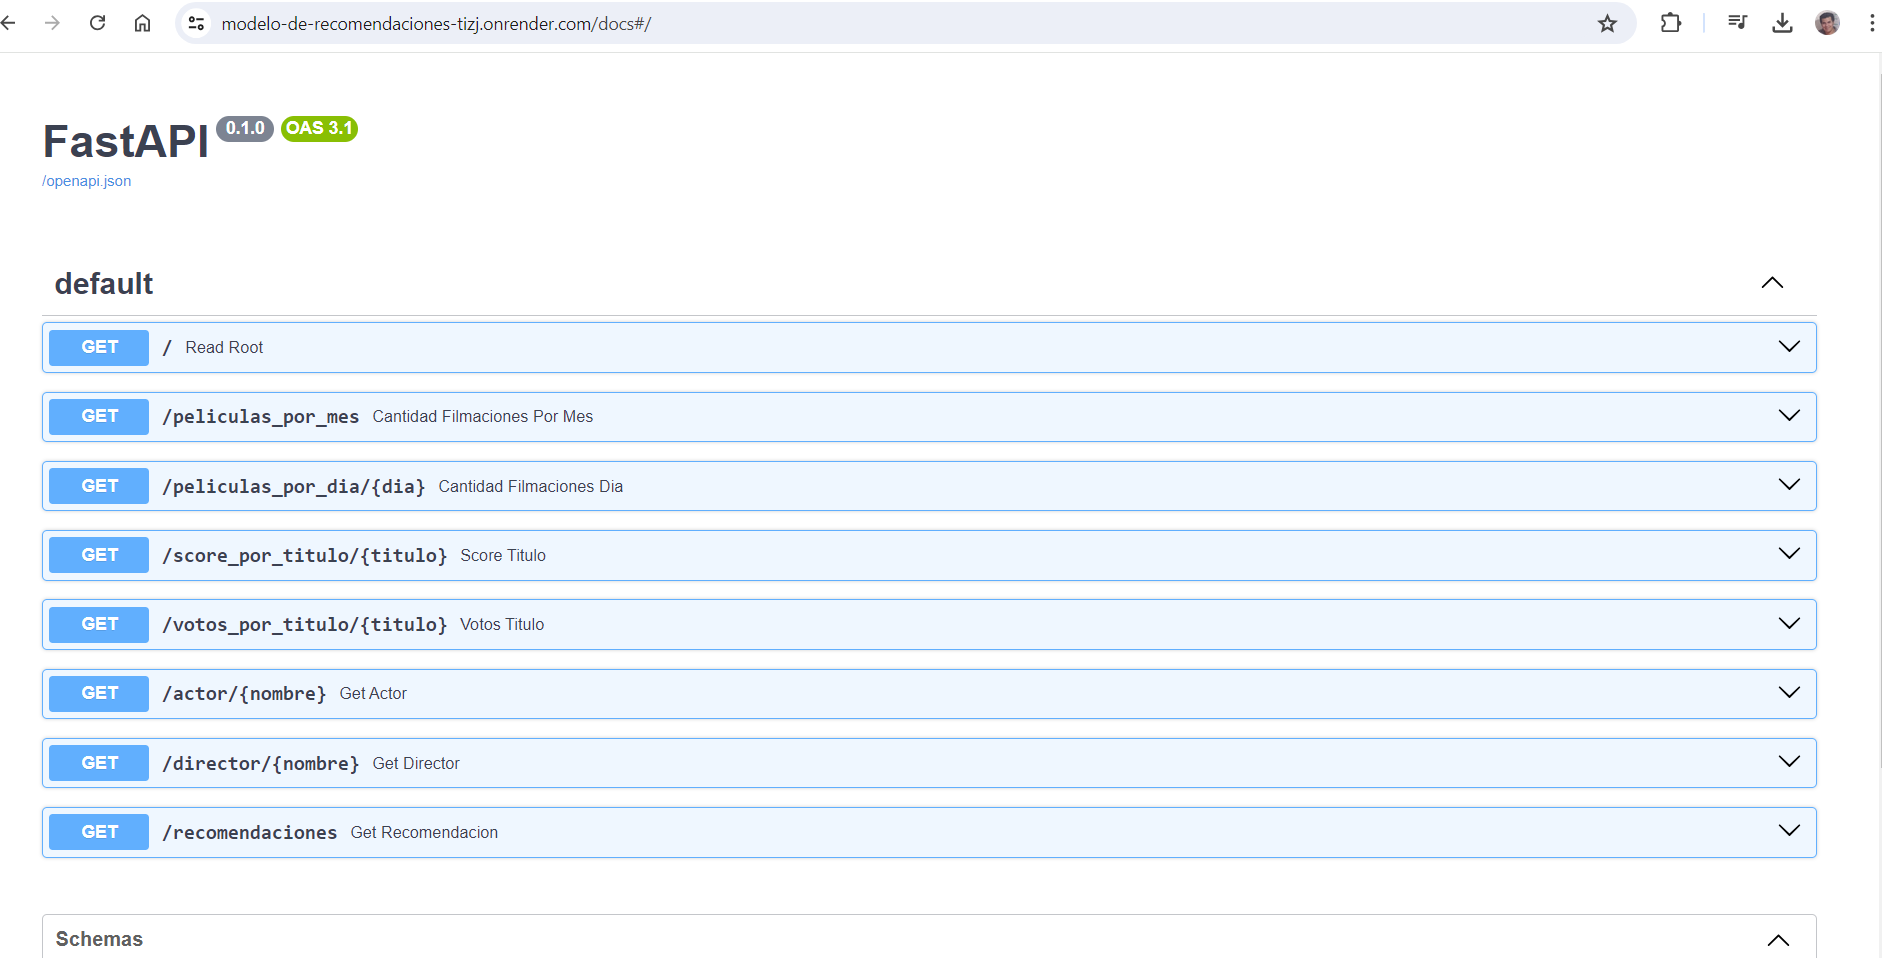 modelo-de-recomendaciones-tizj.onrender.com/docs#/
FastAPI 0.1.0 OAS 3.1
/openapi.json
default
GET / Read Root
GET /peliculas_por_mes Cantidad Filmaciones Por Mes
GET /peliculas_por_dia/{dia} Cantidad Filmaciones Dia
GET /score_por_titulo/{titulo} Score Titulo
GET /votos_por_titulo/{titulo} Votos Titulo
GET /actor/{nombre} Get Actor
GET /director/{nombre} Get Director
GET /recomendaciones Get Recomendacion
Schemas